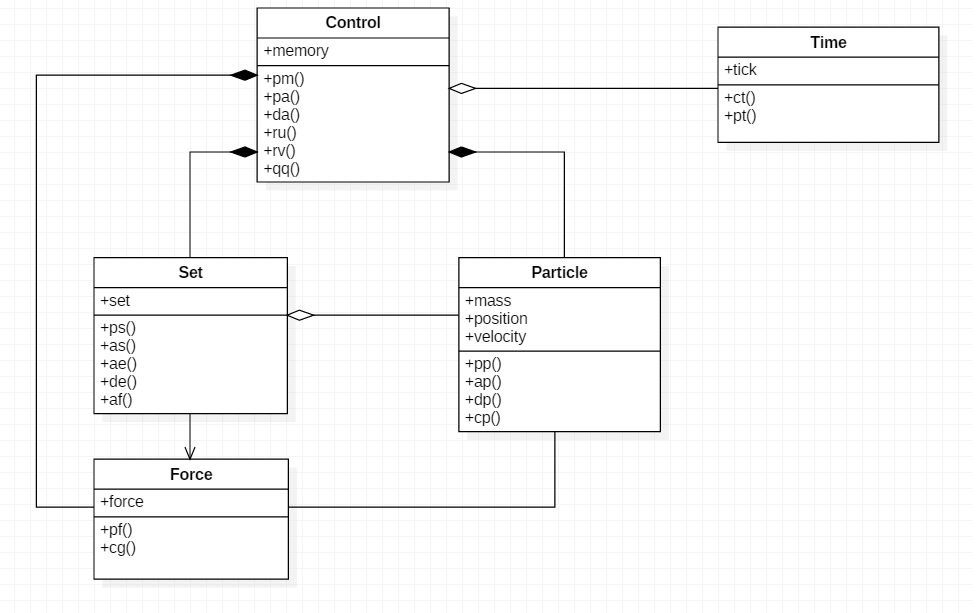 Control
+memory
+pm()
+pa()
+da()
+ru()
+rv()
+qq()
Time
+tick
+ct()
+pt()
Set
+set
+ps()
+as()
+ae()
+de()
+af()
Particle
+mass
+position
+velocity
+pp()
+ap()
+dp()
+cp()
Force
+force
+pf()
+cg()